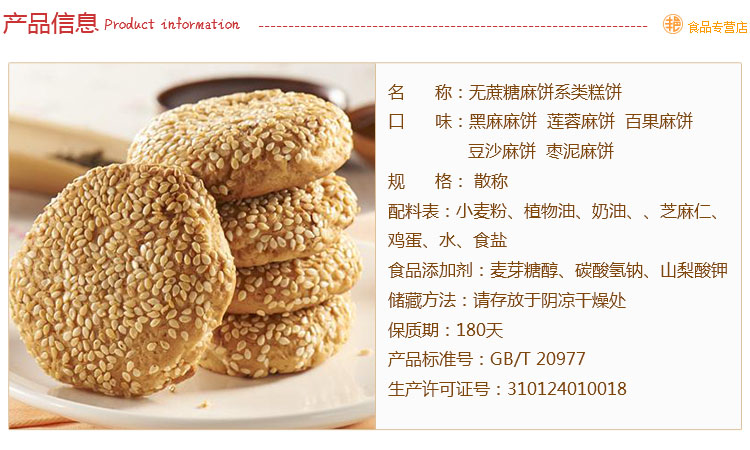 产品信息 Product information
食品专营店
名 称：无蔗糖麻饼系类糕饼
口 味：黑麻麻饼 莲蓉麻饼 百果麻饼
豆沙麻饼 枣泥麻饼
规 格： 散称
配料表：小麦粉、植物油、奶油、、芝麻仁、
鸡蛋、水、食盐
食品添加剂：麦芽糖醇、碳酸氢钠、山梨酸钾
储藏方法：请存放于阴凉干燥处
保质期：180天
产品标准号：GB/T 20977
生产许可证号：310124010018